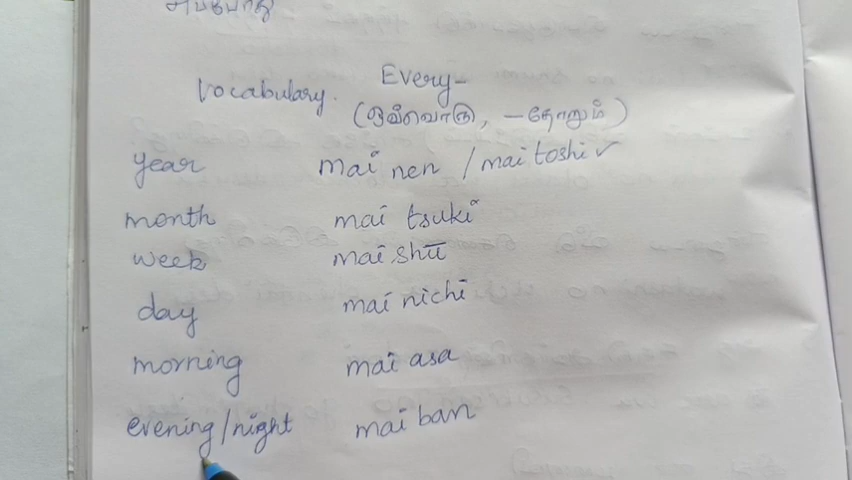 Vocabulary. Every-
(ஒவ்வொரு, -தோறும்)
year mai nen / mai toshi ✓
month mai tsuki
week mai shū
day mai nichi
morning mai asa
evening/night mai ban